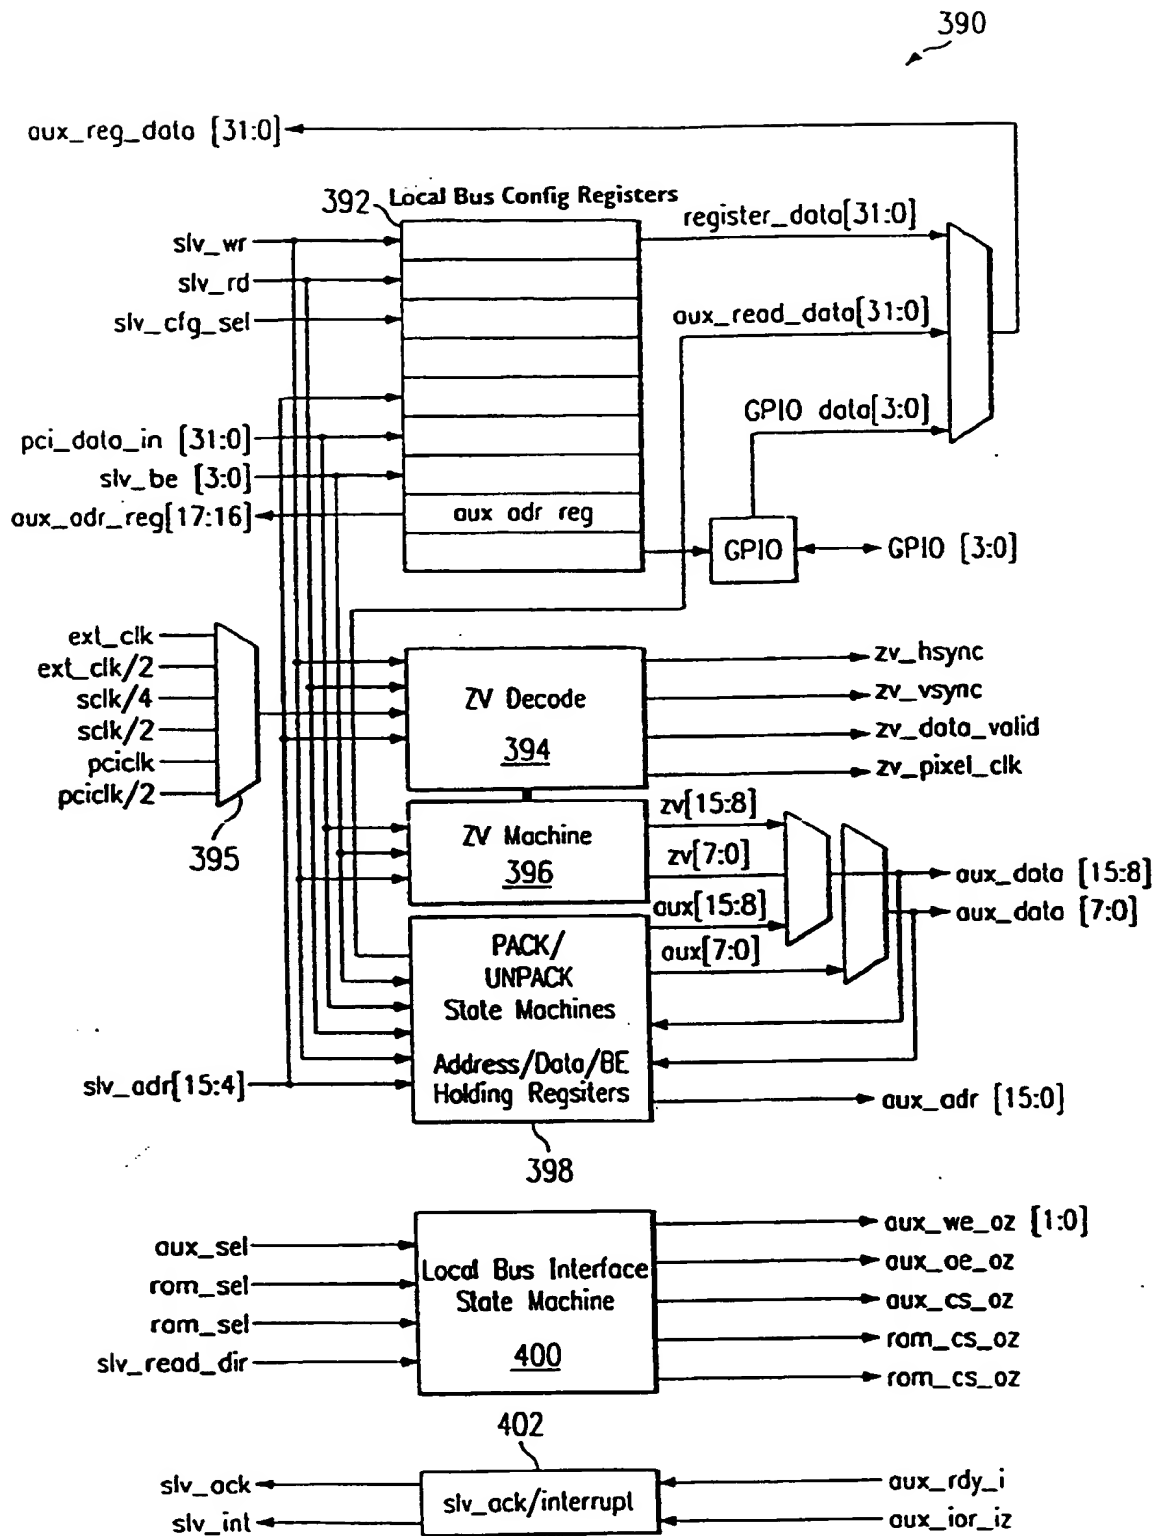 390
aux_reg_data [31:0]
392
Local Bus Config Registers
slv_wr
slv_rd
slv_cfg_sel
pci_data_in [31:0]
slv_be [3:0]
aux_adr_reg[17:16]
aux adr reg
register_data[31:0]
aux_read_data[31:0]
GPIO data[3:0]
GPIO
GPIO [3:0]
ext_clk
ext_clk/2
sclk/4
sclk/2
pciclk
pciclk/2
395
ZV Decode
394
zv_hsync
zv_vsync
zv_data_valid
zv_pixel_clk
ZV Machine
396
zv[15:8]
zv[7:0]
aux[15:8]
aux[7:0]
aux_data [15:8]
aux_data [7:0]
PACK/
UNPACK
State Machines
Address/Data/BE
Holding Regsiters
slv_adr[15:4]
aux_adr [15:0]
398
aux_sel
rom_sel
ram_sel
slv_read_dir
Local Bus Interface
State Machine
400
aux_we_oz [1:0]
aux_oe_oz
aux_cs_oz
ram_cs_oz
rom_cs_oz
402
slv_ack
slv_int
slv_ack/interrupt
aux_rdy_i
aux_ior_iz